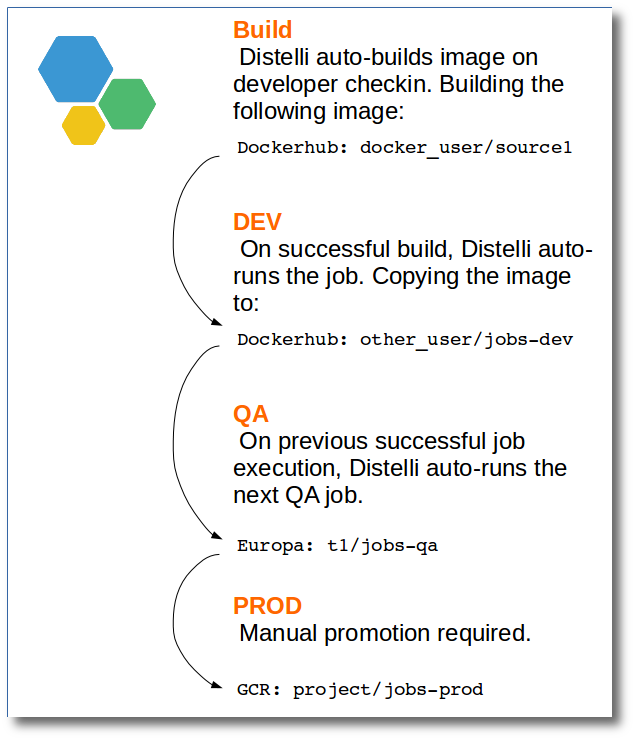 Build
Distelli auto-builds image on
developer checkin. Building the
following image:
Dockerhub: docker_user/source1
DEV
On successful build, Distelli auto-
runs the job. Copying the image
to:
Dockerhub: other_user/jobs-dev
QA
On previous successful job
execution, Distelli auto-runs the
next QA job.
Europa: t1/jobs-qa
PROD
Manual promotion required.
GCR: project/jobs-prod